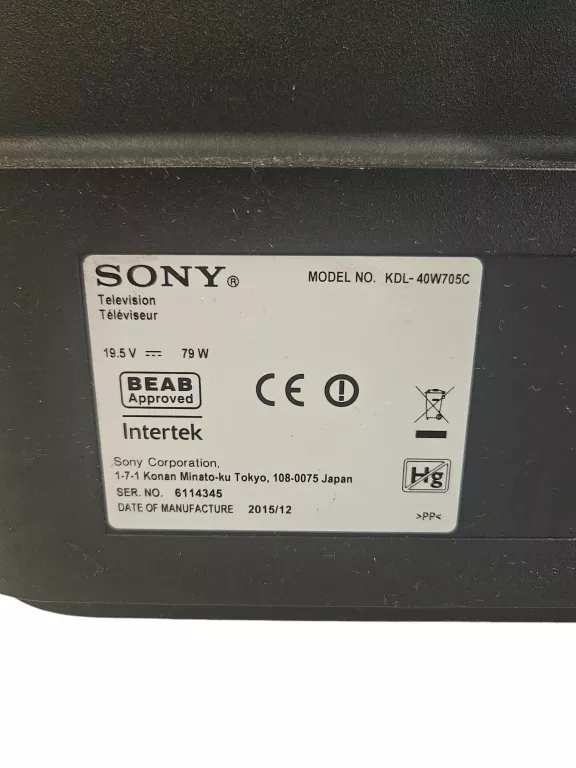 SONY®
MODEL NO. KDL-40W705C
Television
Téléviseur
19.5 V ⎓ 79 W
BEAB
Approved
CE
Intertek
Sony Corporation,
1-7-1 Konan Minato-ku Tokyo, 108-0075 Japan
Hg
SER. NO. 6114345
DATE OF MANUFACTURE 2015/12
>PP<